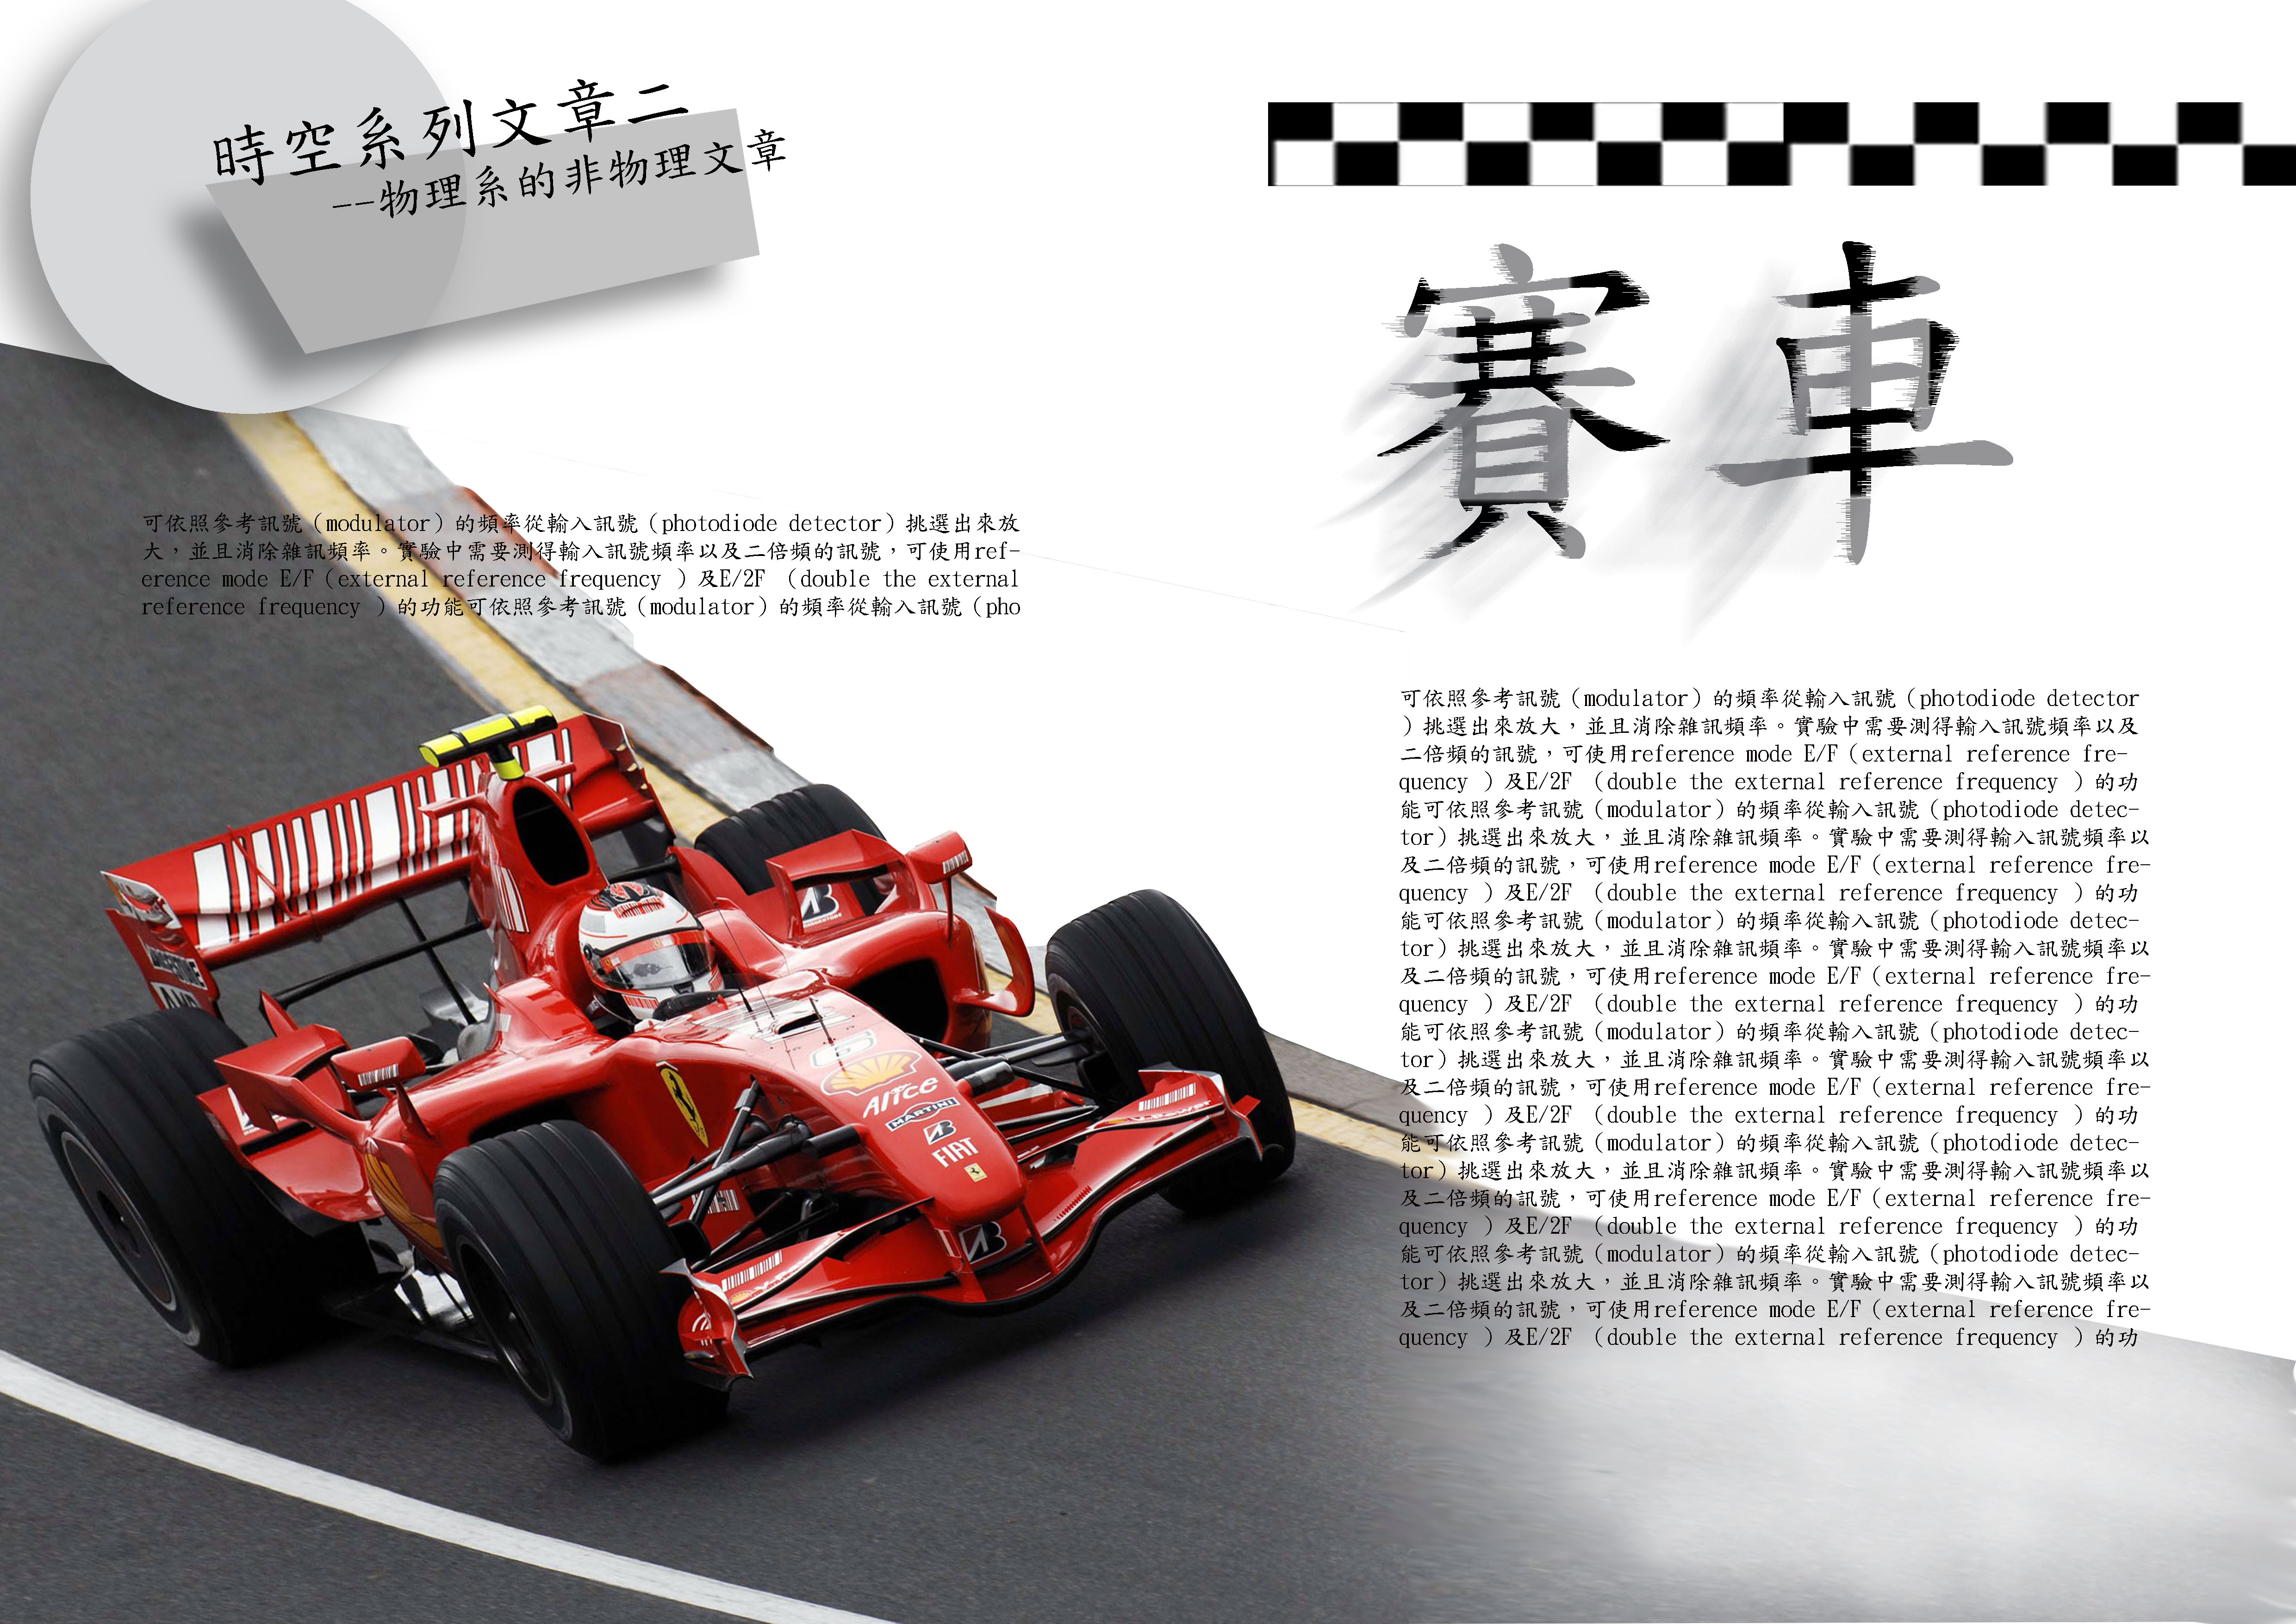 時空系列文章二
--物理系的非物理文章
可依照參考訊號（modulator）的頻率從輸入訊號（photodiode detector）挑選出來放
大，並且消除雜訊頻率。實驗中需要測得輸入訊號頻率以及二倍頻的訊號，可使用ref-
erence mode E/F（external reference frequency ）及E/2F （double the external
reference frequency ）的功能可依照參考訊號（modulator）的頻率從輸入訊號（pho
Alice
MARTINI
FIAT
賽車
可依照參考訊號（modulator）的頻率從輸入訊號（photodiode detector
）挑選出來放大，並且消除雜訊頻率。實驗中需要測得輸入訊號頻率以及
二倍頻的訊號，可使用reference mode E/F（external reference fre-
quency ）及E/2F （double the external reference frequency ）的功
能可依照參考訊號（modulator）的頻率從輸入訊號（photodiode detec-
tor）挑選出來放大，並且消除雜訊頻率。實驗中需要測得輸入訊號頻率以
及二倍頻的訊號，可使用reference mode E/F（external reference fre-
quency ）及E/2F （double the external reference frequency ）的功
能可依照參考訊號（modulator）的頻率從輸入訊號（photodiode detec-
tor）挑選出來放大，並且消除雜訊頻率。實驗中需要測得輸入訊號頻率以
及二倍頻的訊號，可使用reference mode E/F（external reference fre-
quency ）及E/2F （double the external reference frequency ）的功
能可依照參考訊號（modulator）的頻率從輸入訊號（photodiode detec-
tor）挑選出來放大，並且消除雜訊頻率。實驗中需要測得輸入訊號頻率以
及二倍頻的訊號，可使用reference mode E/F（external reference fre-
quency ）及E/2F （double the external reference frequency ）的功
能可依照參考訊號（modulator）的頻率從輸入訊號（photodiode detec-
tor）挑選出來放大，並且消除雜訊頻率。實驗中需要測得輸入訊號頻率以
及二倍頻的訊號，可使用reference mode E/F（external reference fre-
quency ）及E/2F （double the external reference frequency ）的功
能可依照參考訊號（modulator）的頻率從輸入訊號（photodiode detec-
tor）挑選出來放大，並且消除雜訊頻率。實驗中需要測得輸入訊號頻率以
及二倍頻的訊號，可使用reference mode E/F（external reference fre-
quency ）及E/2F （double the external reference frequency ）的功